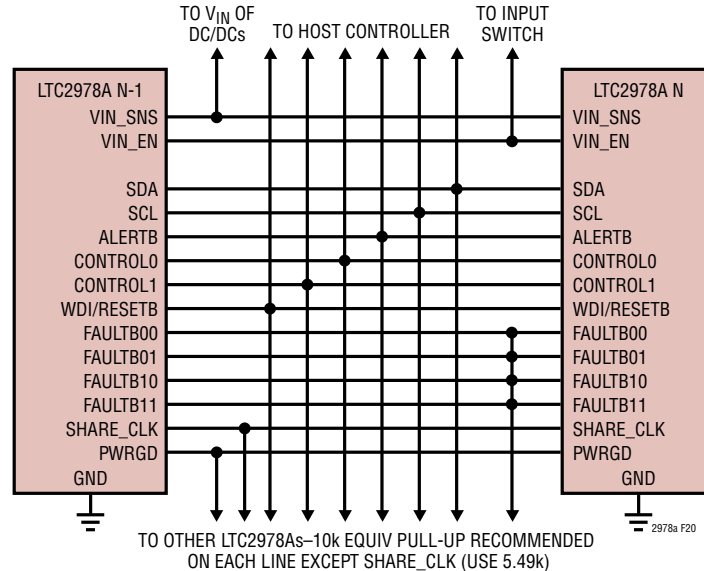 TO VIN OF DC/DCs
TO HOST CONTROLLER
TO INPUT SWITCH
LTC2978A N-1
VIN_SNS
VIN_EN
SDA
SCL
ALERTB
CONTROL0
CONTROL1
WDI/RESETB
FAULTB00
FAULTB01
FAULTB10
FAULTB11
SHARE_CLK
PWRGD
GND
LTC2978A N
VIN_SNS
VIN_EN
SDA
SCL
ALERTB
CONTROL0
CONTROL1
WDI/RESETB
FAULTB00
FAULTB01
FAULTB10
FAULTB11
SHARE_CLK
PWRGD
GND
2978a F20
TO OTHER LTC2978As–10k EQUIV PULL-UP RECOMMENDED
ON EACH LINE EXCEPT SHARE_CLK (USE 5.49k)